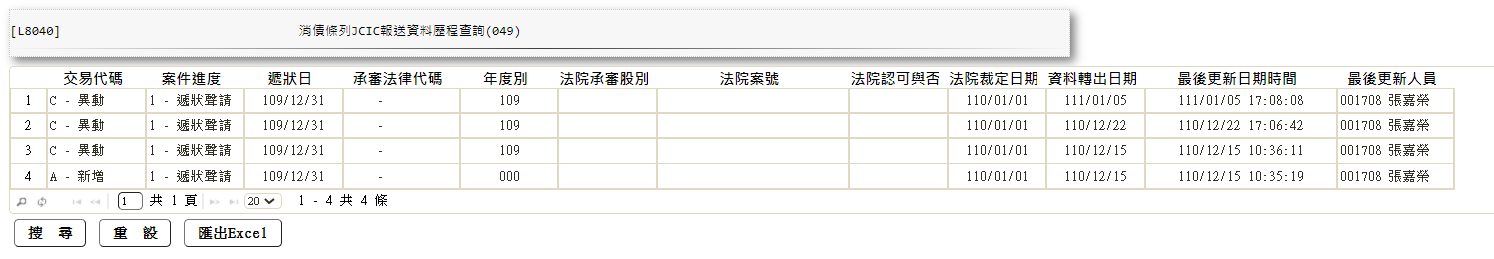 [L8040] 消債條列JCIC報送資料歷程查詢(049)
交易代碼 案件進度 遞狀日 承審法律代碼 年度別 法院承審股別 法院案號 法院認可與否 法院裁定日期 資料轉出日期 最後更新日期時間 最後更新人員
1 C - 異動 1 - 遞狀聲請 109/12/31 - 109 110/01/01 111/01/05 111/01/05 17:08:08 001708 張嘉榮
2 C - 異動 1 - 遞狀聲請 109/12/31 - 109 110/01/01 110/12/22 110/12/22 17:06:42 001708 張嘉榮
3 C - 異動 1 - 遞狀聲請 109/12/31 - 109 110/01/01 110/12/15 110/12/15 10:36:11 001708 張嘉榮
4 A - 新增 1 - 遞狀聲請 109/12/31 - 000 110/01/01 110/12/15 110/12/15 10:35:19 001708 張嘉榮
1 共 1 頁 20 1 - 4 共 4 條
搜 尋 重 設 匯出Excel